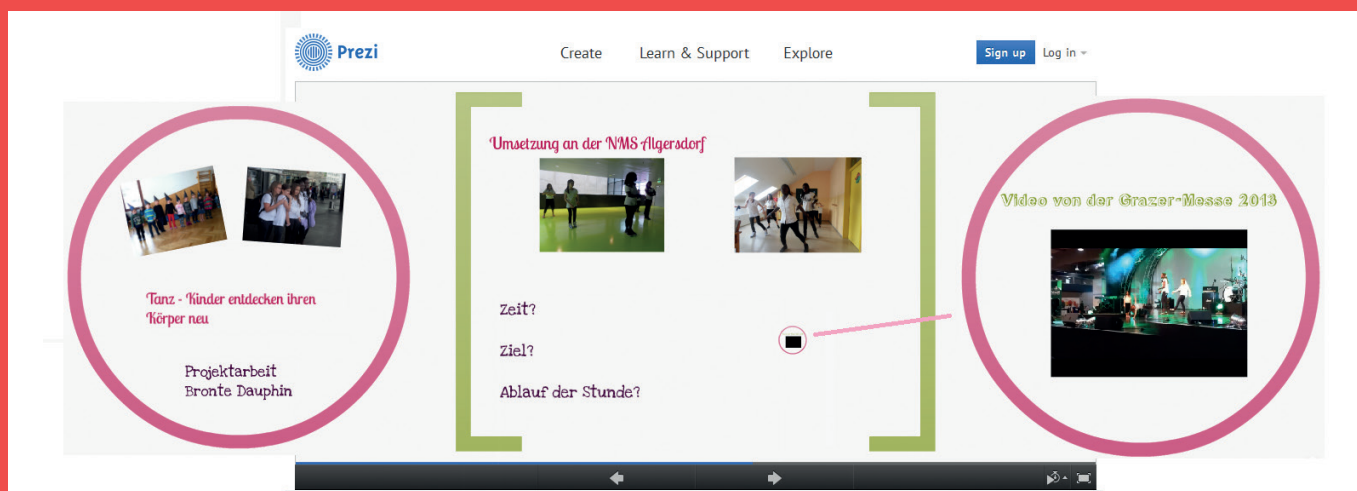 Prezi
Create Learn & Support Explore
Sign up Log in
Tanz - Kinder entdecken ihren
Körper neu
Projektarbeit
Bronte Dauphin
Umsetzung an der NMS Algersdorf
Zeit?
Ziel?
Ablauf der Stunde?
Video von der Grazer-Messe 2013